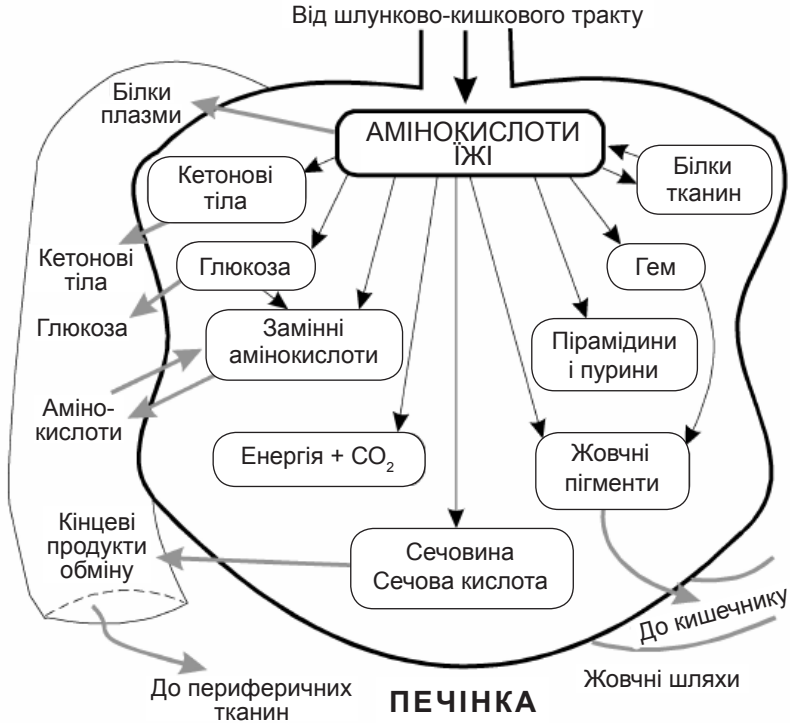 Від шлунково-кишкового тракту
Білки
плазми
АМІНОКИСЛОТИ
ЇЖІ
Білки
тканин
Кетонові
тіла
Кетонові
тіла
Глюкоза
Гем
Глюкоза
Замінні
амінокислоти
Пірамідини
і пурини
Аміно-
кислоти
Енергія + CO₂
Жовчні
пігменти
Кінцеві
продукти
обміну
Сечовина
Сечова кислота
До кишечнику
Жовчні шляхи
До периферичних
тканин
ПЕЧІНКА